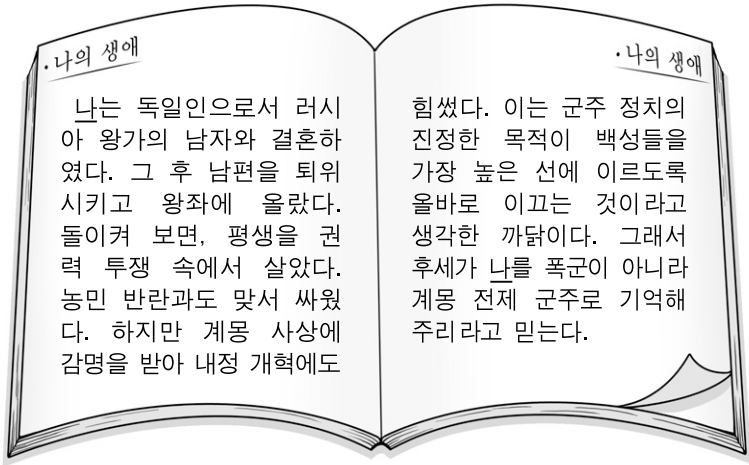 · 나의 생애
나는 독일인으로서 러시
아 왕가의 남자와 결혼하
였다. 그 후 남편을 퇴위
시키고 왕좌에 올랐다.
돌이켜 보면, 평생을 권
력 투쟁 속에서 살았다.
농민 반란과도 맞서 싸웠
다. 하지만 계몽 사상에
감명을 받아 내정 개혁에도
· 나의 생애
힘썼다. 이는 군주 정치의
진정한 목적이 백성들을
가장 높은 선에 이르도록
올바로 이끄는 것이라고
생각한 까닭이다. 그래서
후세가 나를 폭군이 아니라
계몽 전제 군주로 기억해
주리라고 믿는다.